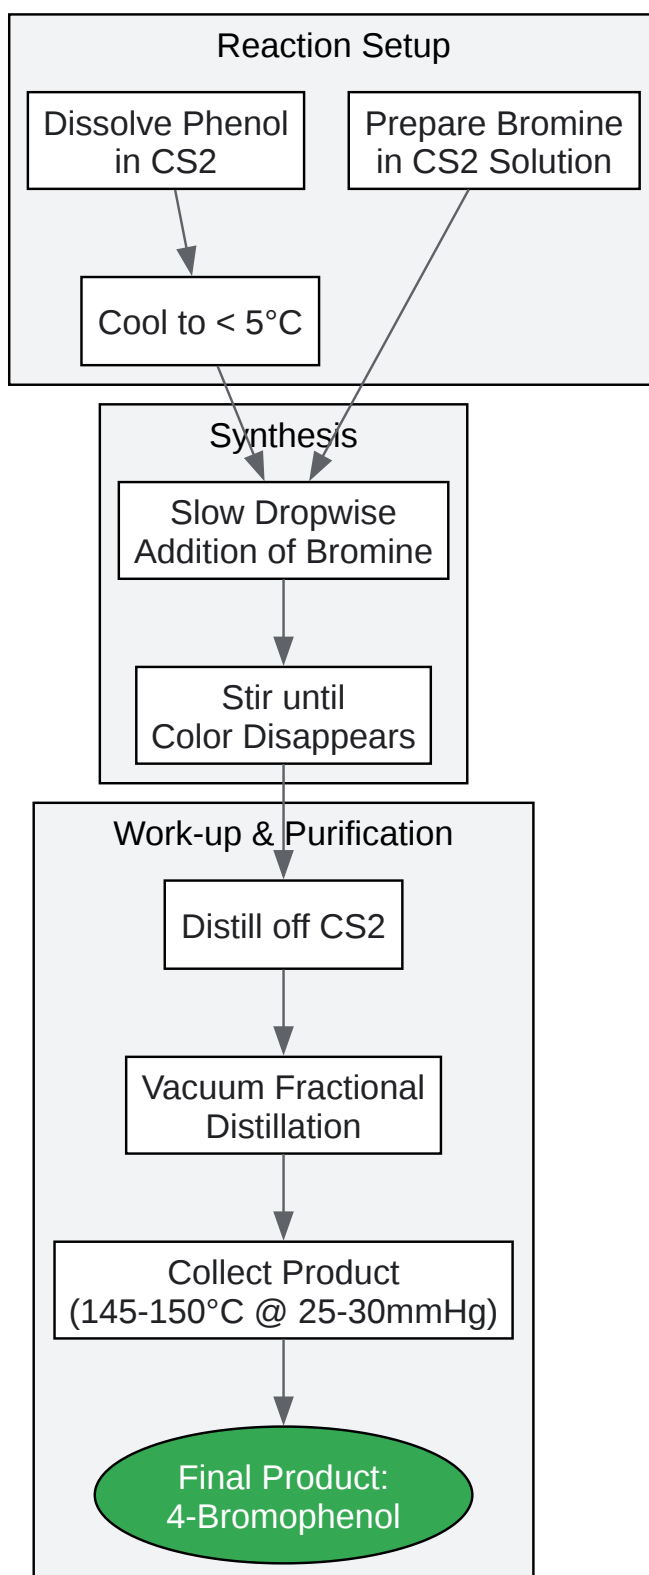 Reaction Setup
Dissolve Phenol
in CS2
Prepare Bromine
in CS2 Solution
Cool to < 5°C
Synthesis
Slow Dropwise
Addition of Bromine
Stir until
Color Disappears
Work-up & Purification
Distill off CS2
Vacuum Fractional
Distillation
Collect Product
(145-150°C @ 25-30mmHg)
Final Product:
4-Bromophenol